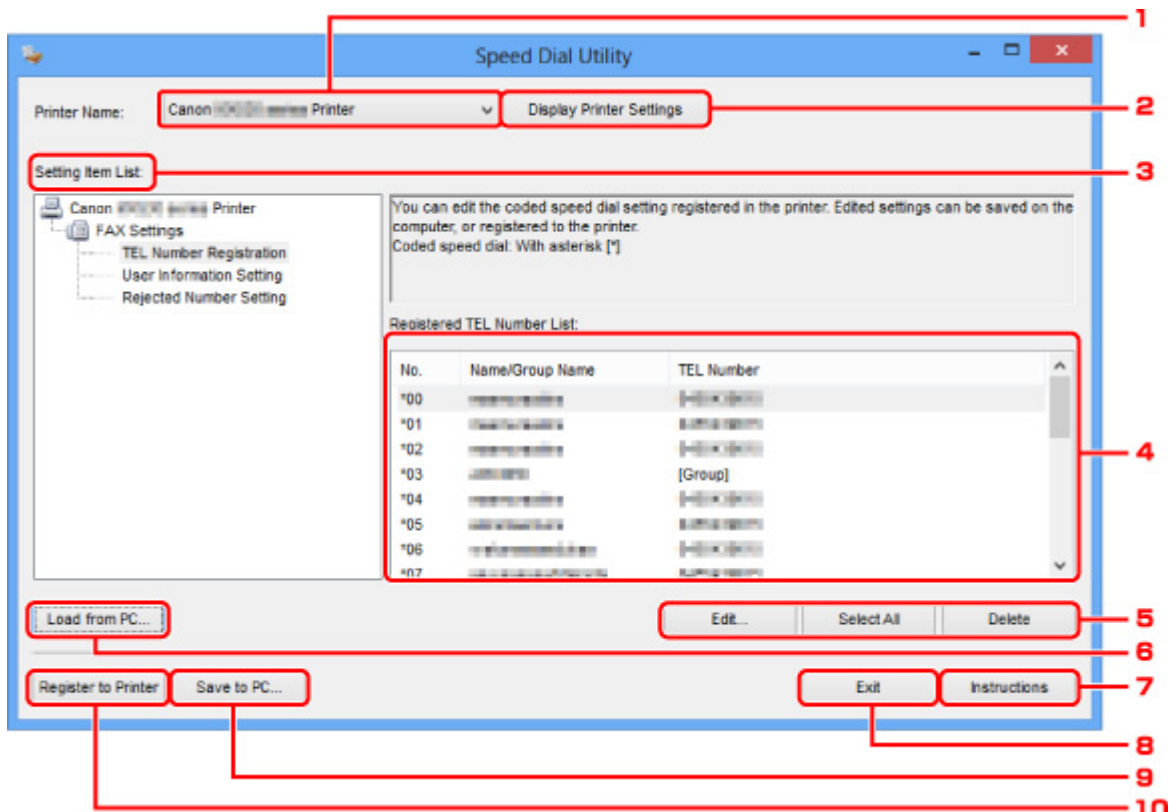 1
Speed Dial Utility
Printer Name: Canon Printer Display Printer Settings 2
Setting Item List: 3
Canon Printer
FAX Settings
TEL Number Registration
User Information Setting
Rejected Number Setting
You can edit the coded speed dial setting registered in the printer. Edited settings can be saved on the
computer, or registered to the printer.
Coded speed dial: With asterisk [*]
Registered TEL Number List:
No. Name/Group Name TEL Number
*00
*01
*02
*03 [Group]
*04
*05
*06
*07
4
Load from PC... Edit... Select All Delete 5
6
Register to Printer Save to PC... Exit Instructions 7
8
9
10